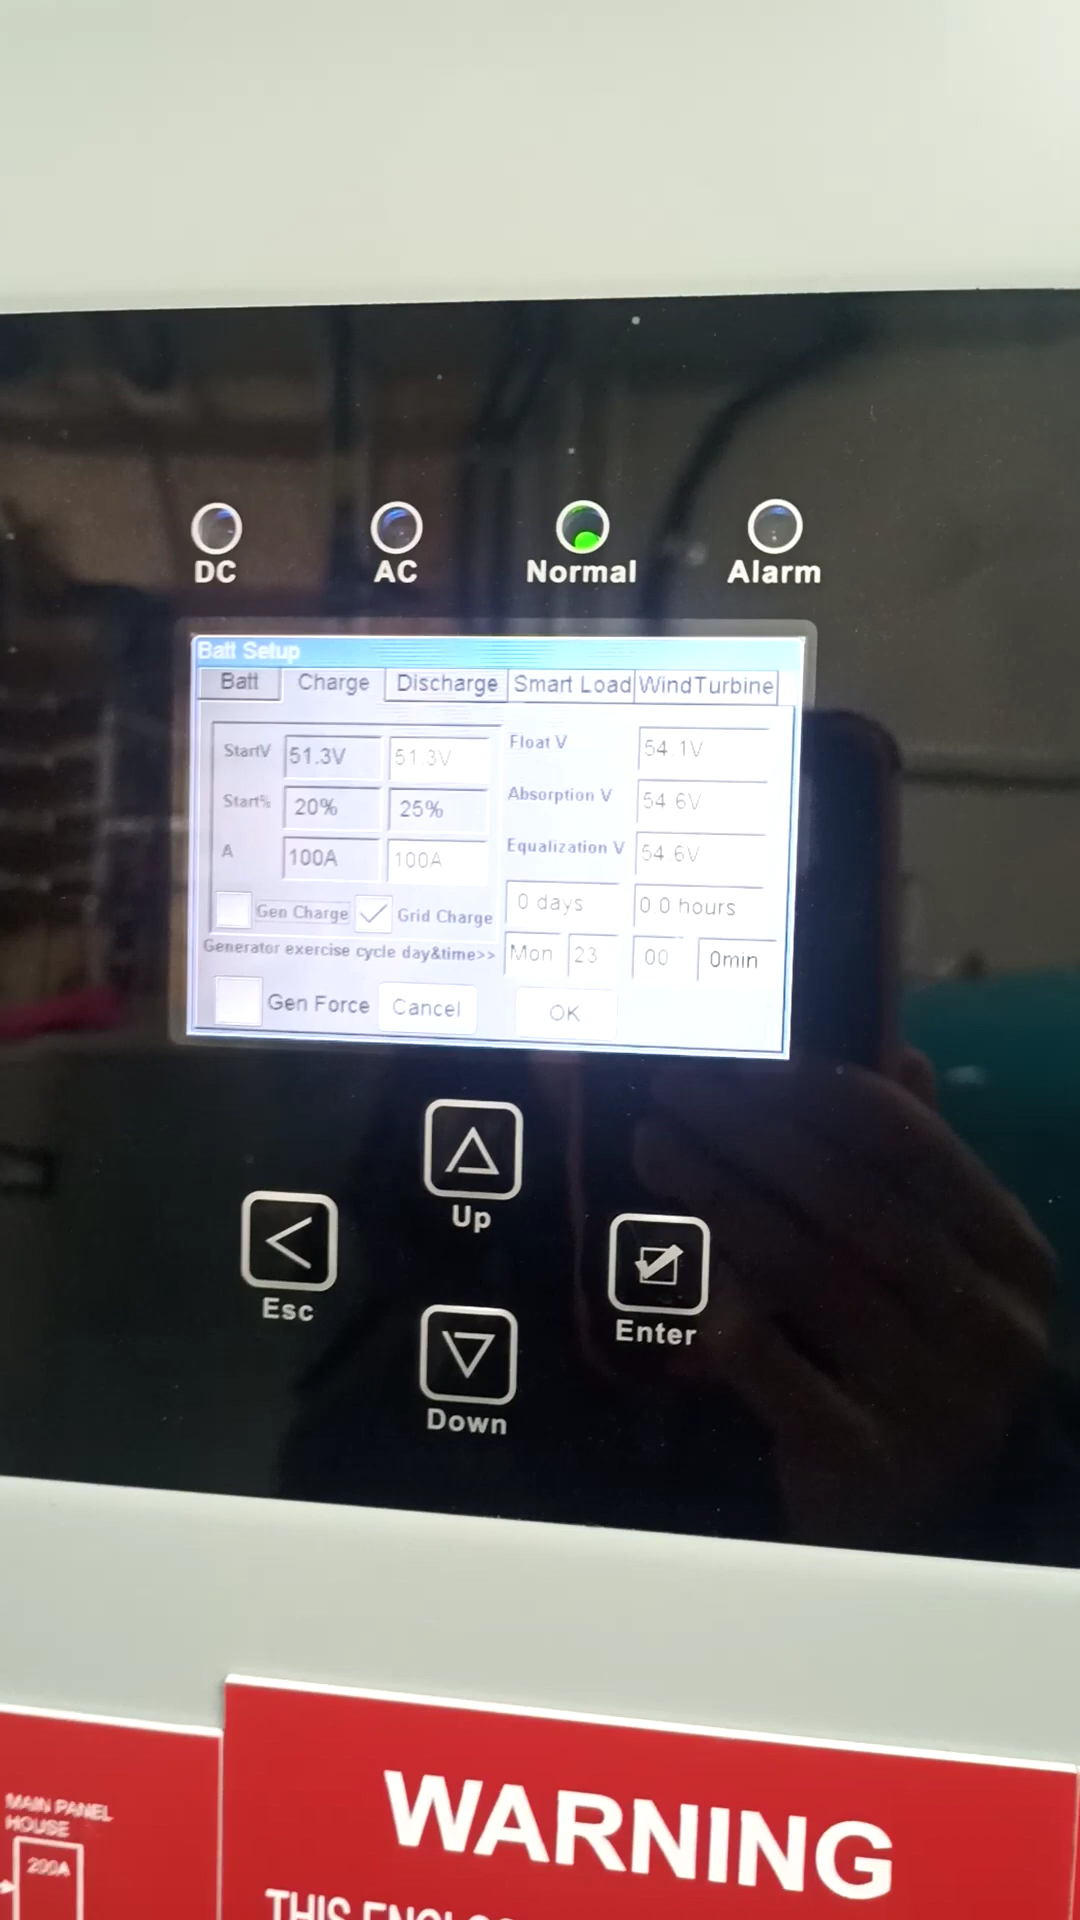 DC AC Normal Alarm
Batt Setup
Batt Charge Discharge Smart Load WindTurbine
StartV 51.3V 51.3V Float V 54.1V
Start% 20% 25% Absorption V 54.6V
A 100A 100A Equalization V 54.6V
Gen Charge Grid Charge 0 days 0.0 hours
Generator exercise cycle day&time>> Mon 23 00 0min
Gen Force Cancel OK
Up
Esc
Enter
Down
MAIN PANEL
HOUSE
200A
WARNING
THIS